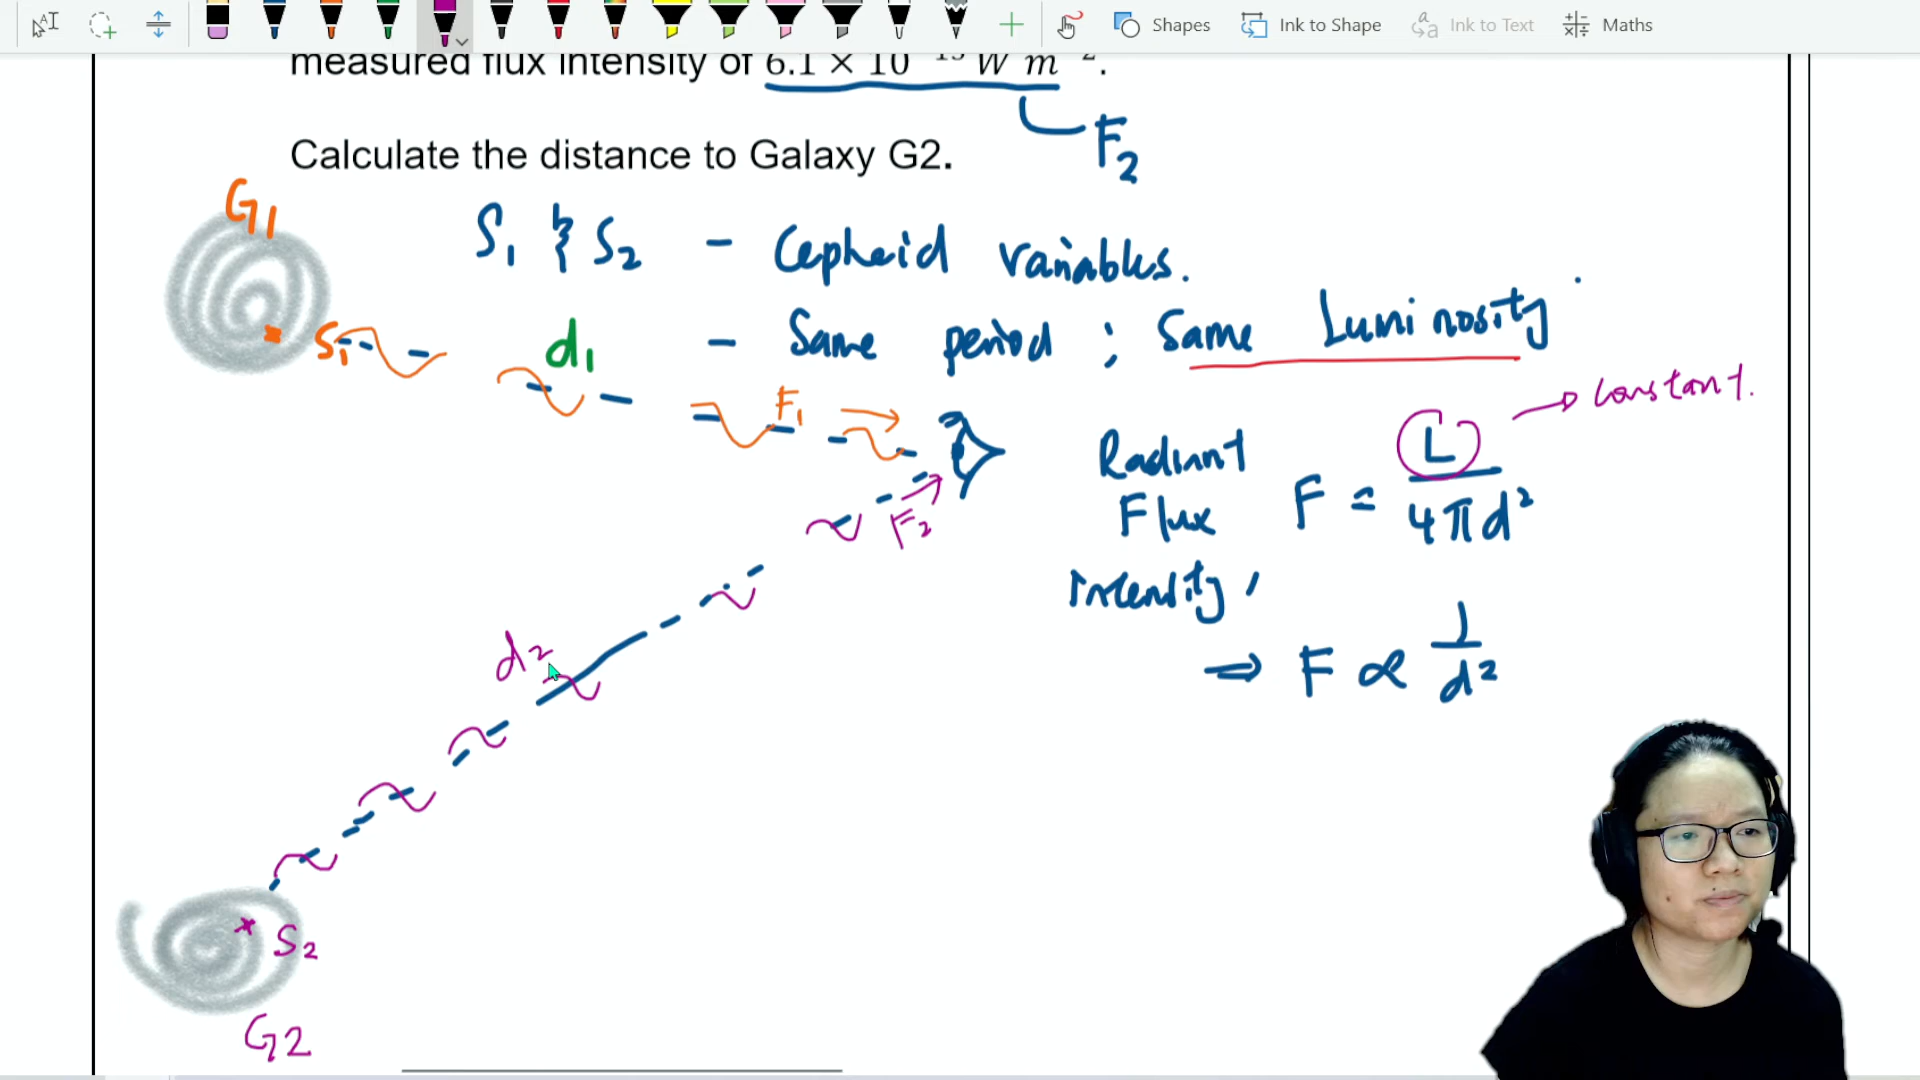 Shapes
Ink to Shape
Ink to Text
Maths
measured flux intensity of 6.1 × 10⁻¹³ W m⁻².
F₂
Calculate the distance to Galaxy G2.
G1
S₁ & S₂ - Cepheid variables.
S₁
d₁
- Same period ; Same Luminosity.
F₁
L → constant.
Radiant
Flux F = L / 4πd²
Intensity,
F₂
⇒ F ∝ 1/d²
d₂
S₂
G2